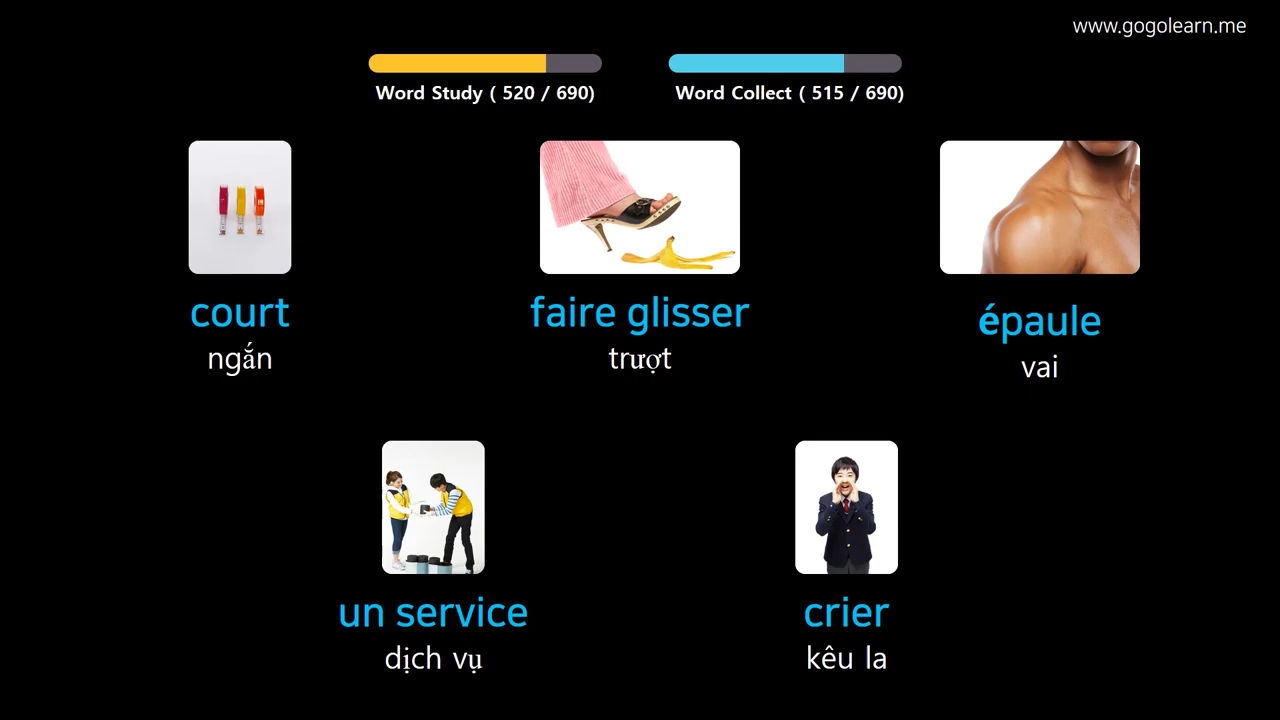 www.gogolearn.me
Word Study ( 520 / 690)
Word Collect ( 515 / 690)
court
ngắn
faire glisser
trượt
épaule
vai
un service
dịch vụ
crier
kêu la